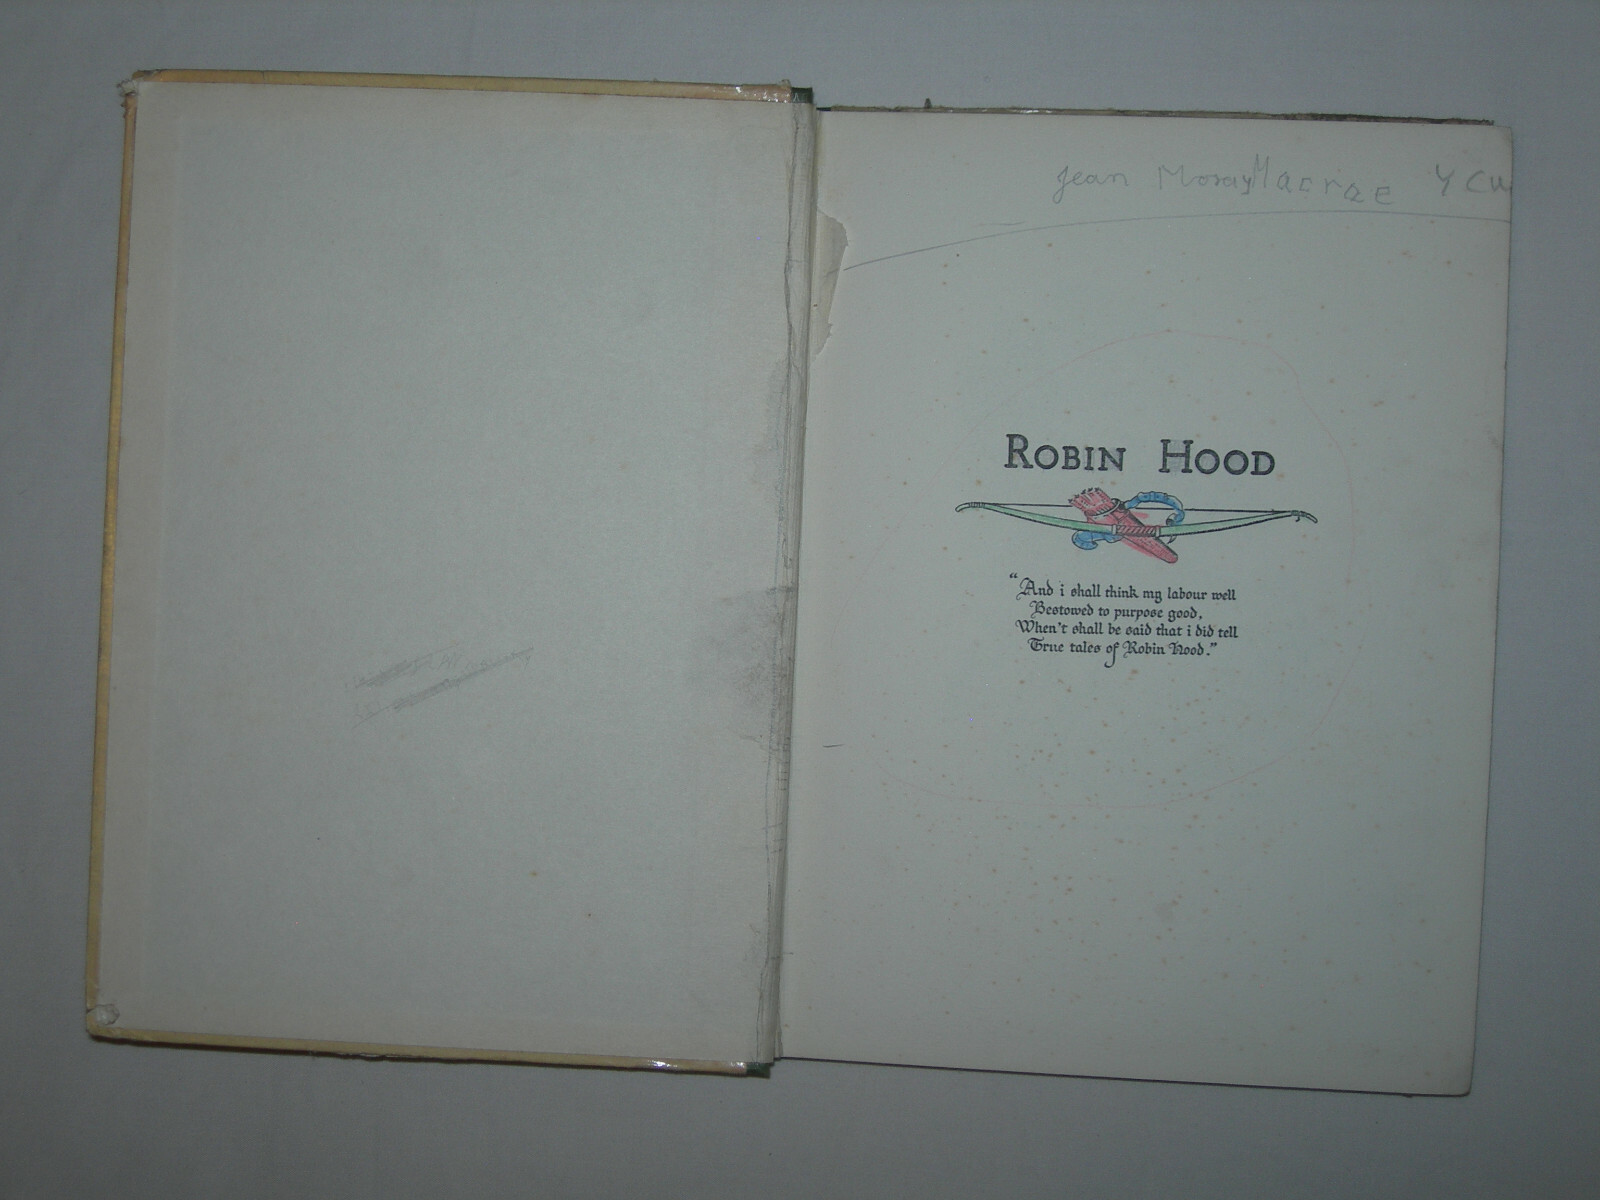 Jean Moray Macrae Y CW
ROBIN HOOD
"And i shall think my labour well
Bestowed to purpose good,
When't shall be said that i did tell
True tales of Robin Hood."